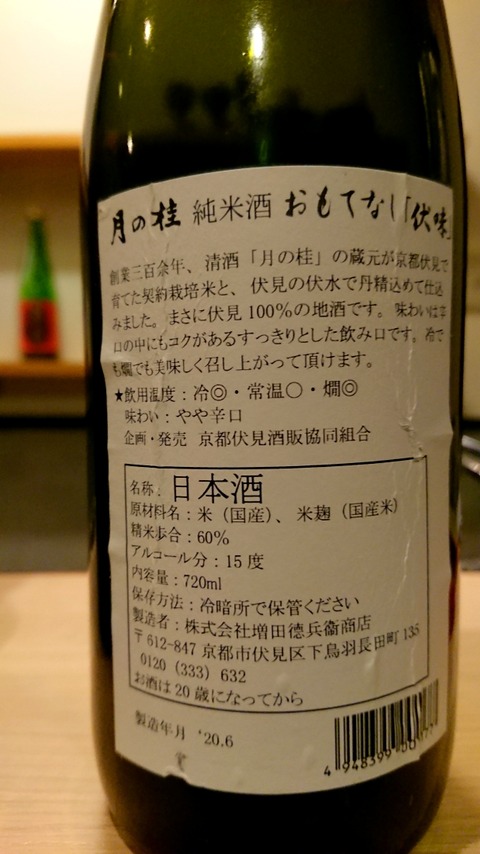 月の桂 純米酒 おもてなし「伏味」
創業三百余年、清酒「月の桂」の蔵元が京都伏見で
育てた契約栽培米と、伏見の伏水で丹精込めて仕込
みました。まさに伏見100%の地酒です。味わいは辛
口の中にもコクがあるすっきりとした飲み口です。冷で
も燗でも美味しく召し上がって頂けます。
★飲用温度：冷◎・常温○・燗◎
味わい：やや辛口
企画・発売 京都伏見酒販協同組合
名称：日本酒
原材料名：米（国産）、米麹（国産米）
精米歩合：60%
アルコール分：15度
内容量：720ml
保存方法：冷暗所で保管ください
製造者：株式会社増田德兵衞商店
〒612-847 京都市伏見区下鳥羽長田町135
0120（333）632
お酒は20歳になってから
製造年月 '20.6